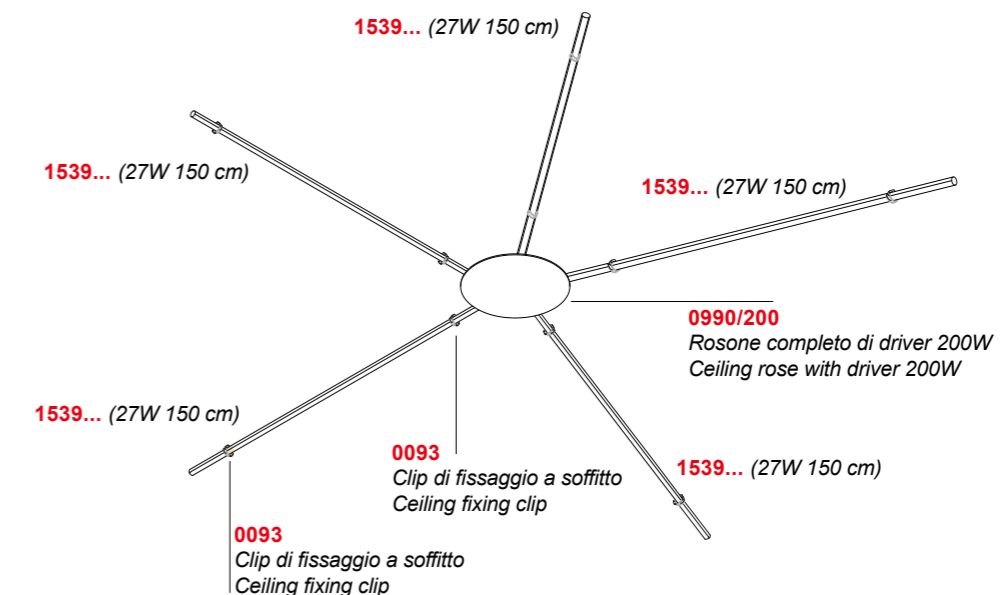 1539... (27W 150 cm)
1539... (27W 150 cm)
1539... (27W 150 cm)
0990/200
Rosone completo di driver 200W
Ceiling rose with driver 200W
1539... (27W 150 cm)
0093
Clip di fissaggio a soffitto
Ceiling fixing clip
1539... (27W 150 cm)
0093
Clip di fissaggio a soffitto
Ceiling fixing clip